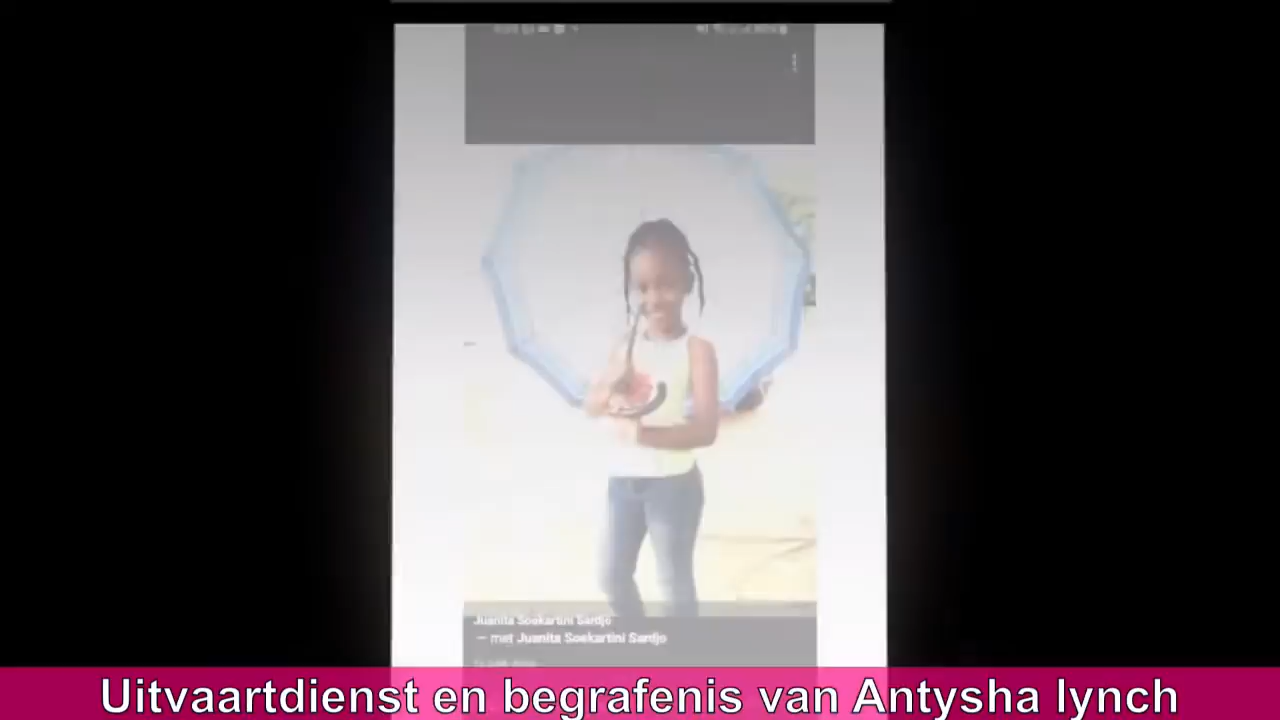 Juanita Soekartini Sardjo
— met Juanita Soekartini Sardjo
Uitvaartdienst en begrafenis van Antysha lynch